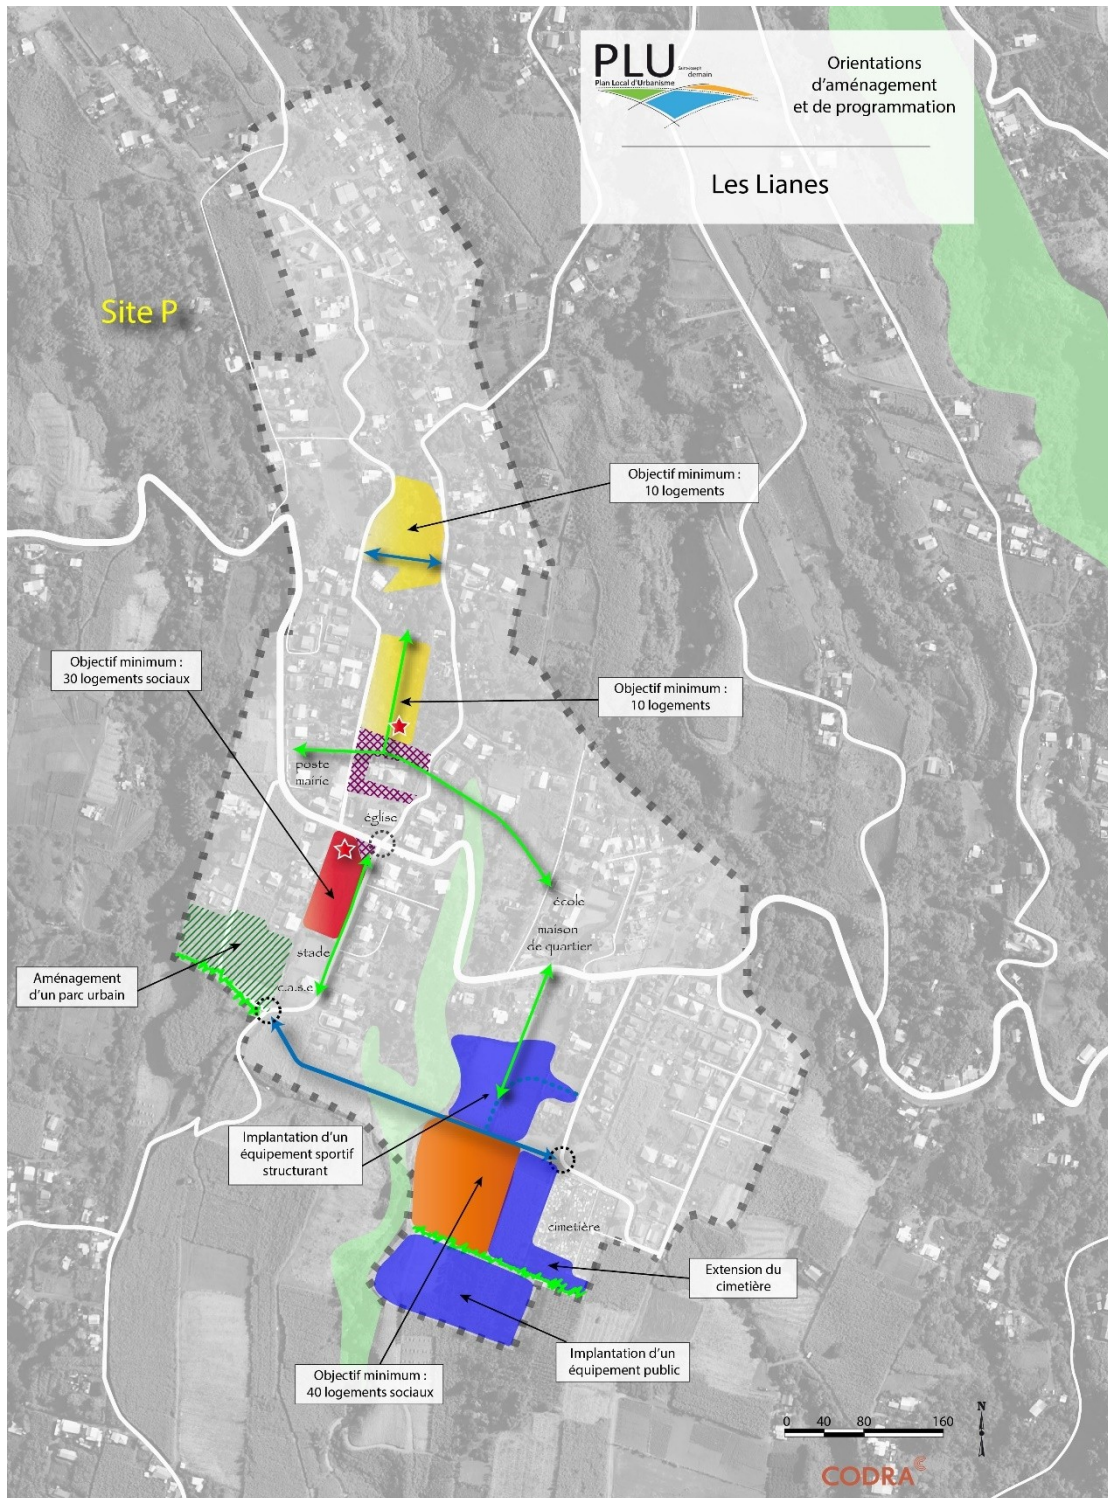 PLU
saint-joseph
demain
Plan Local d'Urbanisme
Orientations
d'aménagement
et de programmation
Les Lianes
Site P
Objectif minimum :
10 logements
Objectif minimum :
30 logements sociaux
Objectif minimum :
10 logements
poste
mairie
église
école
maison
de quartier
stade
c.a.s.e
Aménagement
d'un parc urbain
Implantation d'un
équipement sportif
structurant
cimetière
Extension du
cimetière
Implantation d'un
équipement public
Objectif minimum :
40 logements sociaux
0 40 80 160
N
CODRA